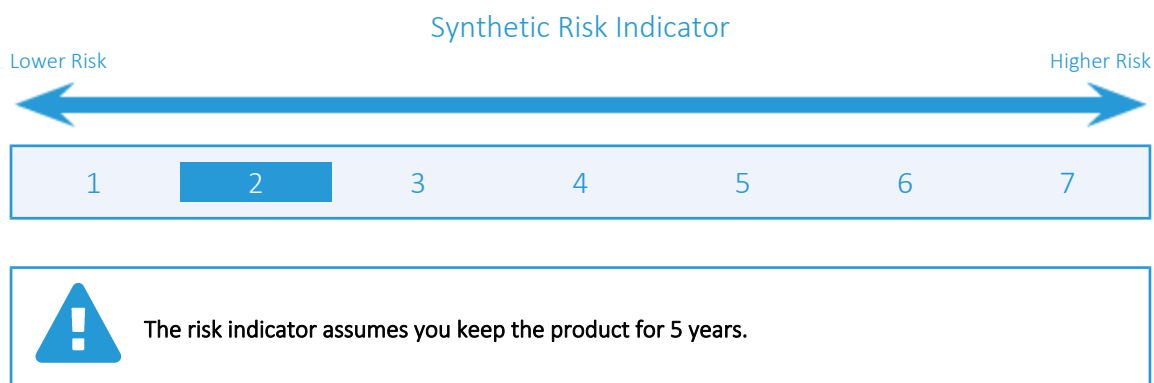 Synthetic Risk Indicator
Lower Risk Higher Risk
1 2 3 4 5 6 7
The risk indicator assumes you keep the product for 5 years.